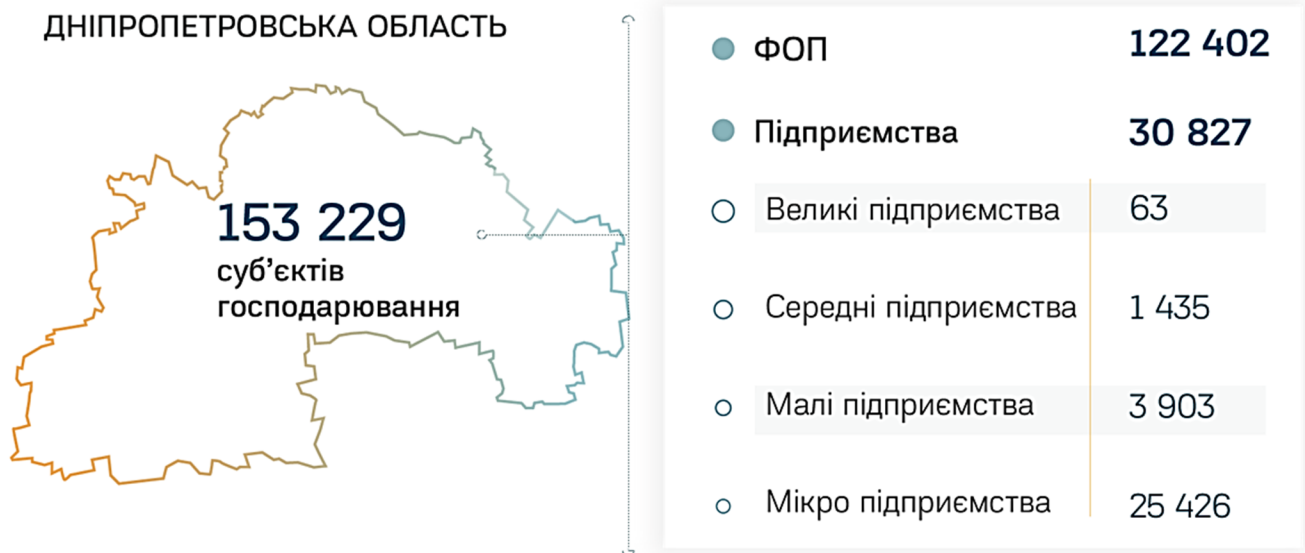 ДНІПРОПЕТРОВСЬКА ОБЛАСТЬ
153 229
суб’єктів
господарювання
ФОП 122 402
Підприємства 30 827
Великі підприємства 63
Середні підприємства 1 435
Малі підприємства 3 903
Мікро підприємства 25 426